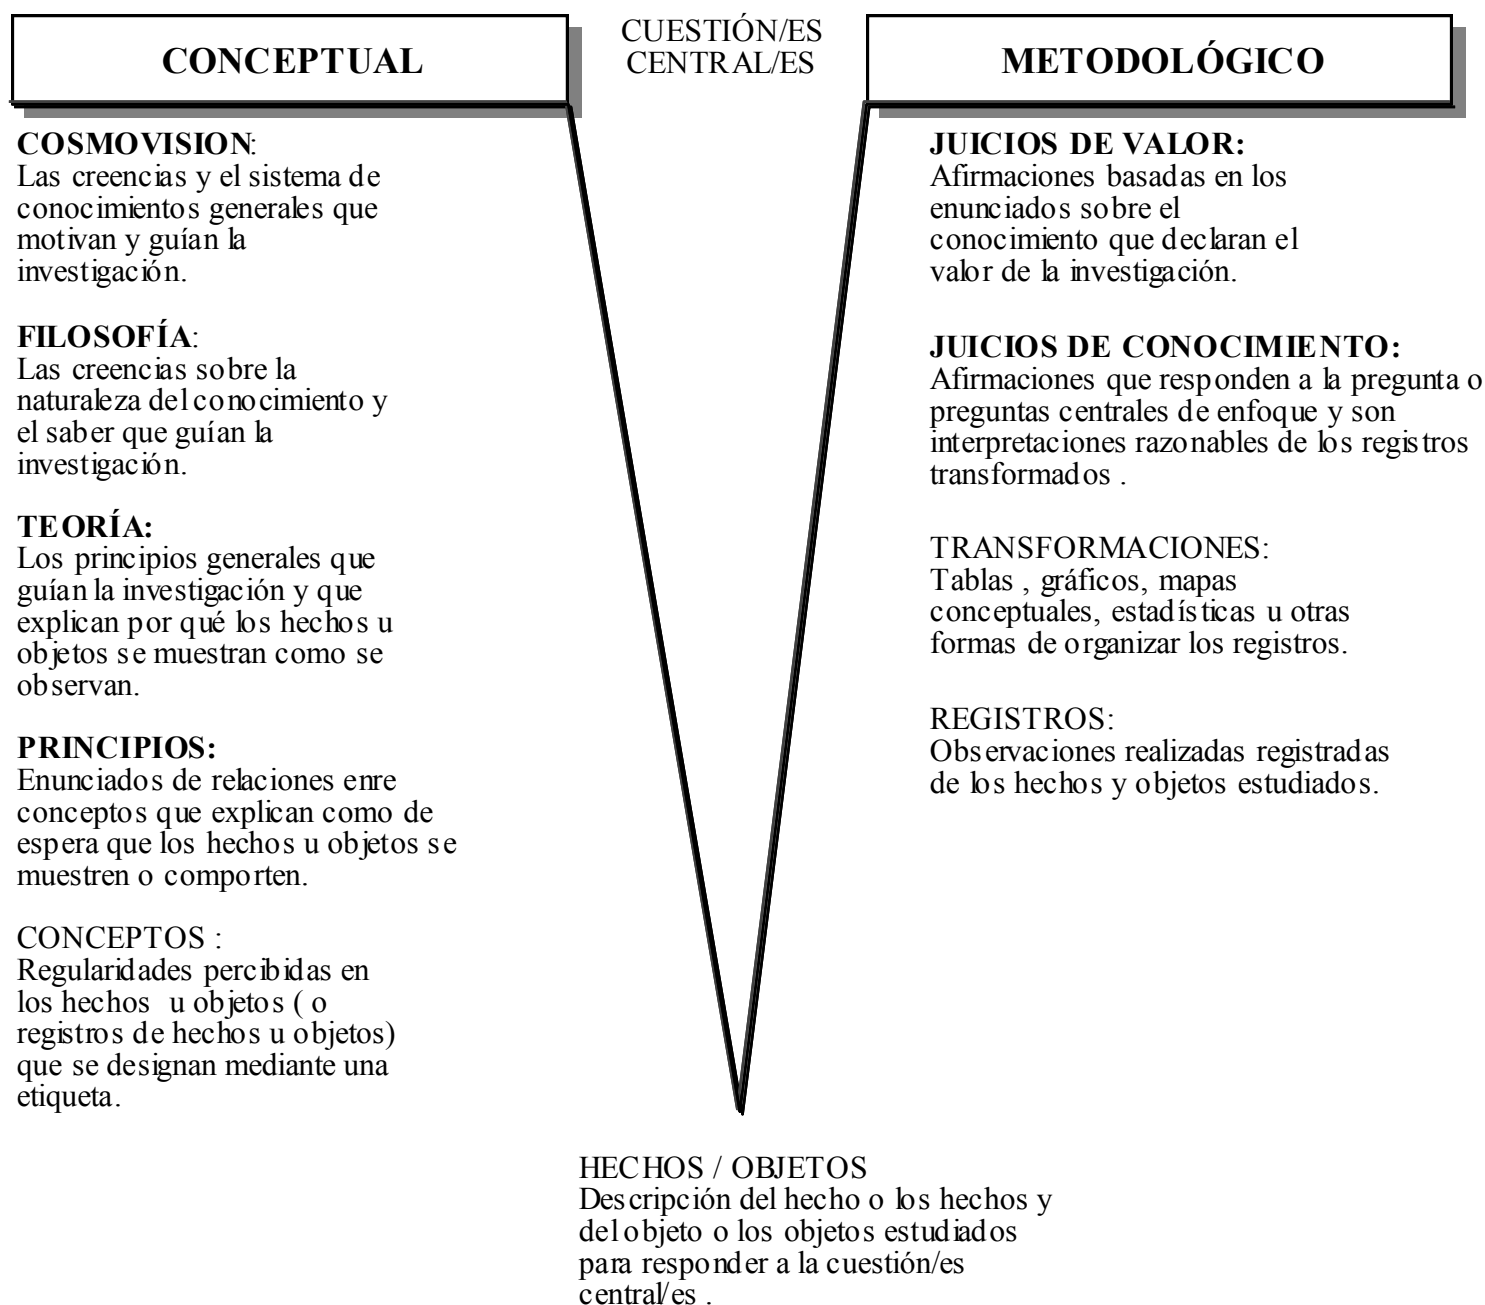 CONCEPTUAL
CUESTIÓN/ES
CENTRAL/ES
METODOLÓGICO
COSMOVISION:
Las creencias y el sistema de
conocimientos generales que
motivan y guían la
investigación.
FILOSOFÍA:
Las creencias sobre la
naturaleza del conocimiento y
el saber que guían la
investigación.
TEORÍA:
Los principios generales que
guían la investigación y que
explican por qué los hechos u
objetos se muestran como se
observan.
PRINCIPIOS:
Enunciados de relaciones enre
conceptos que explican como de
espera que los hechos u objetos se
muestren o comporten.
CONCEPTOS :
Regularidades percibidas en
los hechos u objetos ( o
registros de hechos u objetos)
que se designan mediante una
etiqueta.
JUICIOS DE VALOR:
Afirmaciones basadas en los
enunciados sobre el
conocimiento que declaran el
valor de la investigación.
JUICIOS DE CONOCIMIENTO:
Afirmaciones que responden a la pregunta o
preguntas centrales de enfoque y son
interpretaciones razonables de los registros
transformados .
TRANSFORMACIONES:
Tablas , gráficos, mapas
conceptuales, estadísticas u otras
formas de organizar los registros.
REGISTROS:
Observaciones realizadas registradas
de los hechos y objetos estudiados.
HECHOS / OBJETOS
Descripción del hecho o los hechos y
del objeto o los objetos estudiados
para responder a la cuestión/es
central/es .